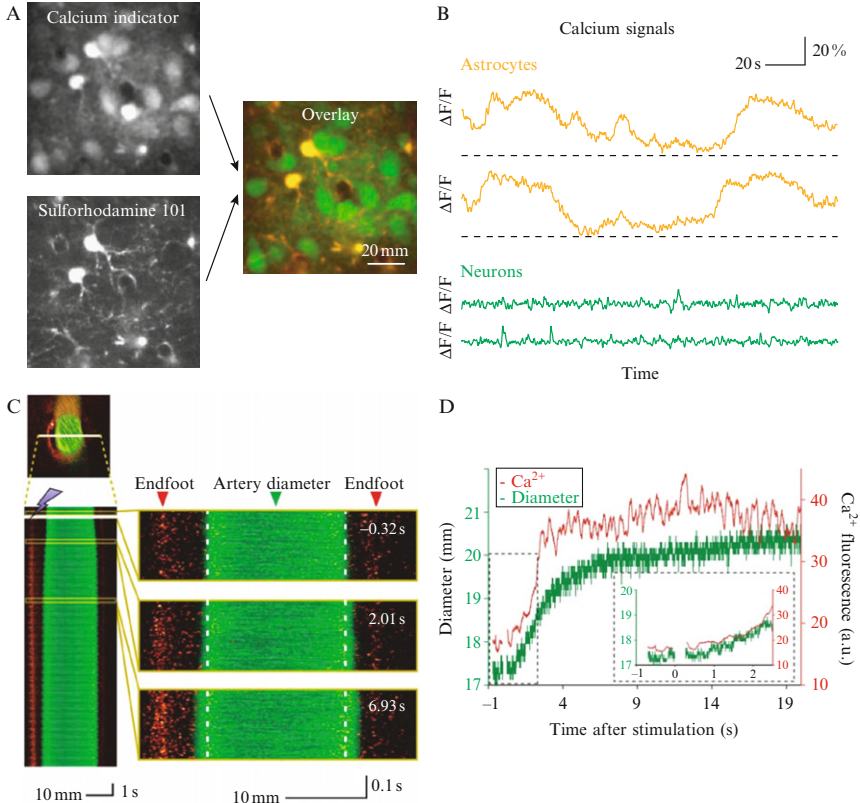 A
Calcium indicator
Sulforhodamine 101
Overlay
20 mm
B
Calcium signals
20 s
20 %
Astrocytes
ΔF/F
ΔF/F
Neurons
ΔF/F
ΔF/F
Time
C
Endfoot
Artery diameter
Endfoot
−0.32 s
2.01 s
6.93 s
10 mm
1 s
10 mm
0.1 s
D
Ca2+
Diameter
Diameter (mm)
21
20
19
18
17
Ca2+ fluorescence (a.u.)
40
30
20
10
20
19
18
17
40
30
20
10
−1
0
1
2
−1
4
9
14
19
Time after stimulation (s)